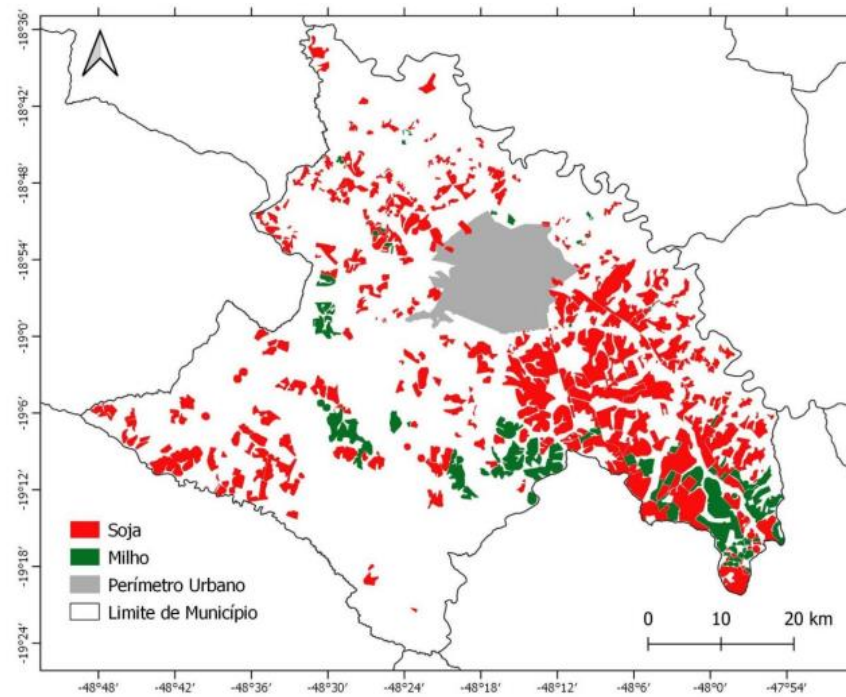 -18°36'
-18°42'
-18°48'
-18°54'
-19°0'
-19°6'
-19°12'
-19°18'
-19°24'
Soja
Milho
Perímetro Urbano
Limite de Município
0 10 20 km
-48°48' -48°42' -48°36' -48°30' -48°24' -48°18' -48°12' -48°06' -48°0' -47°54'